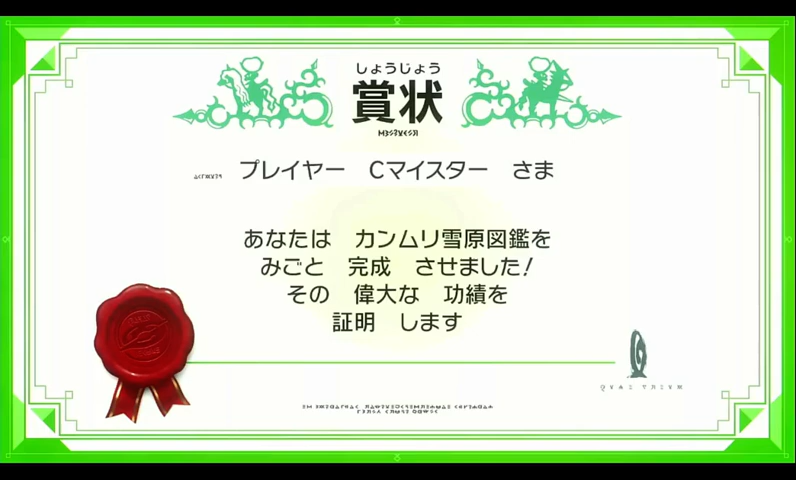 しょうじょう
賞状
プレイヤー Cマイスター さま
あなたは カンムリ雪原図鑑を
みごと 完成 させました!
その 偉大な 功績を
証明 します